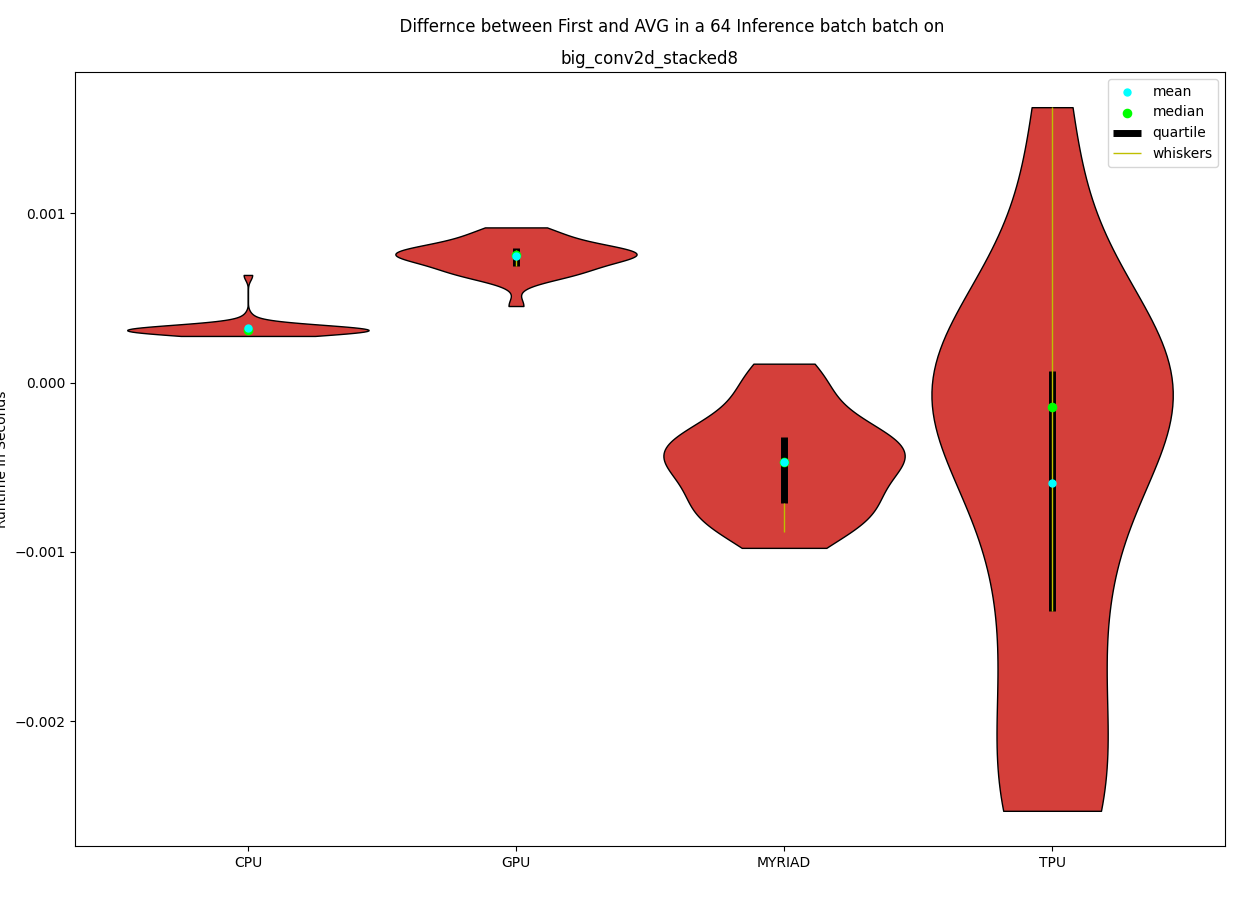 Differnce between First and AVG in a 64 Inference batch batch on
big_conv2d_stacked8
mean
median
quartile
whiskers
0.001
0.000
−0.001
−0.002
Runtime in seconds
CPU
GPU
MYRIAD
TPU